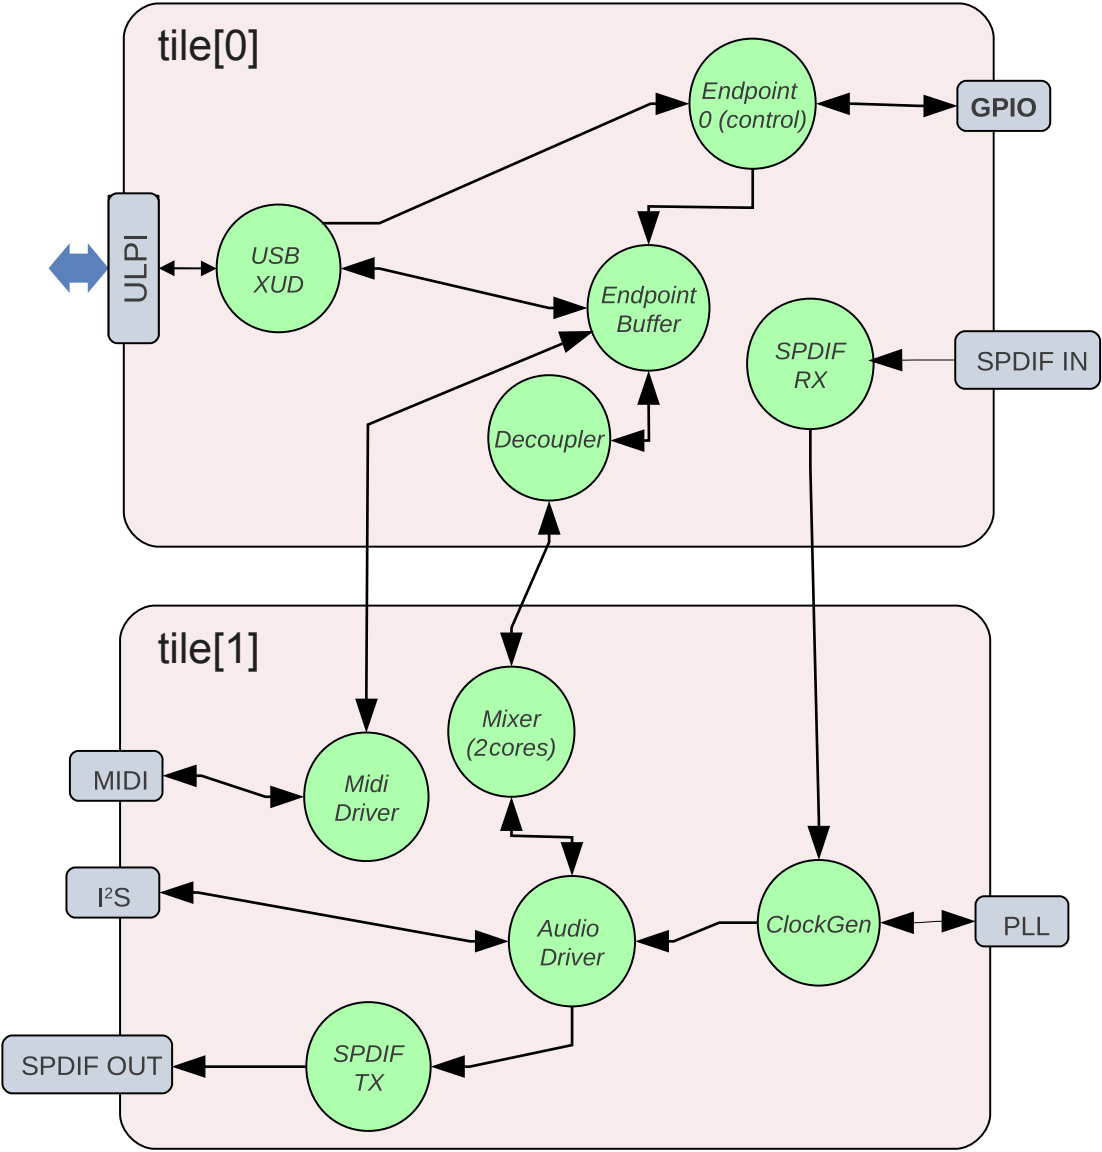 tile[0]
Endpoint
0 (control)
GPIO
ULPI
USB
XUD
Endpoint
Buffer
SPDIF
RX
SPDIF IN
Decoupler
tile[1]
Mixer
(2cores)
MIDI
Midi
Driver
I²S
Audio
Driver
ClockGen
PLL
SPDIF OUT
SPDIF
TX